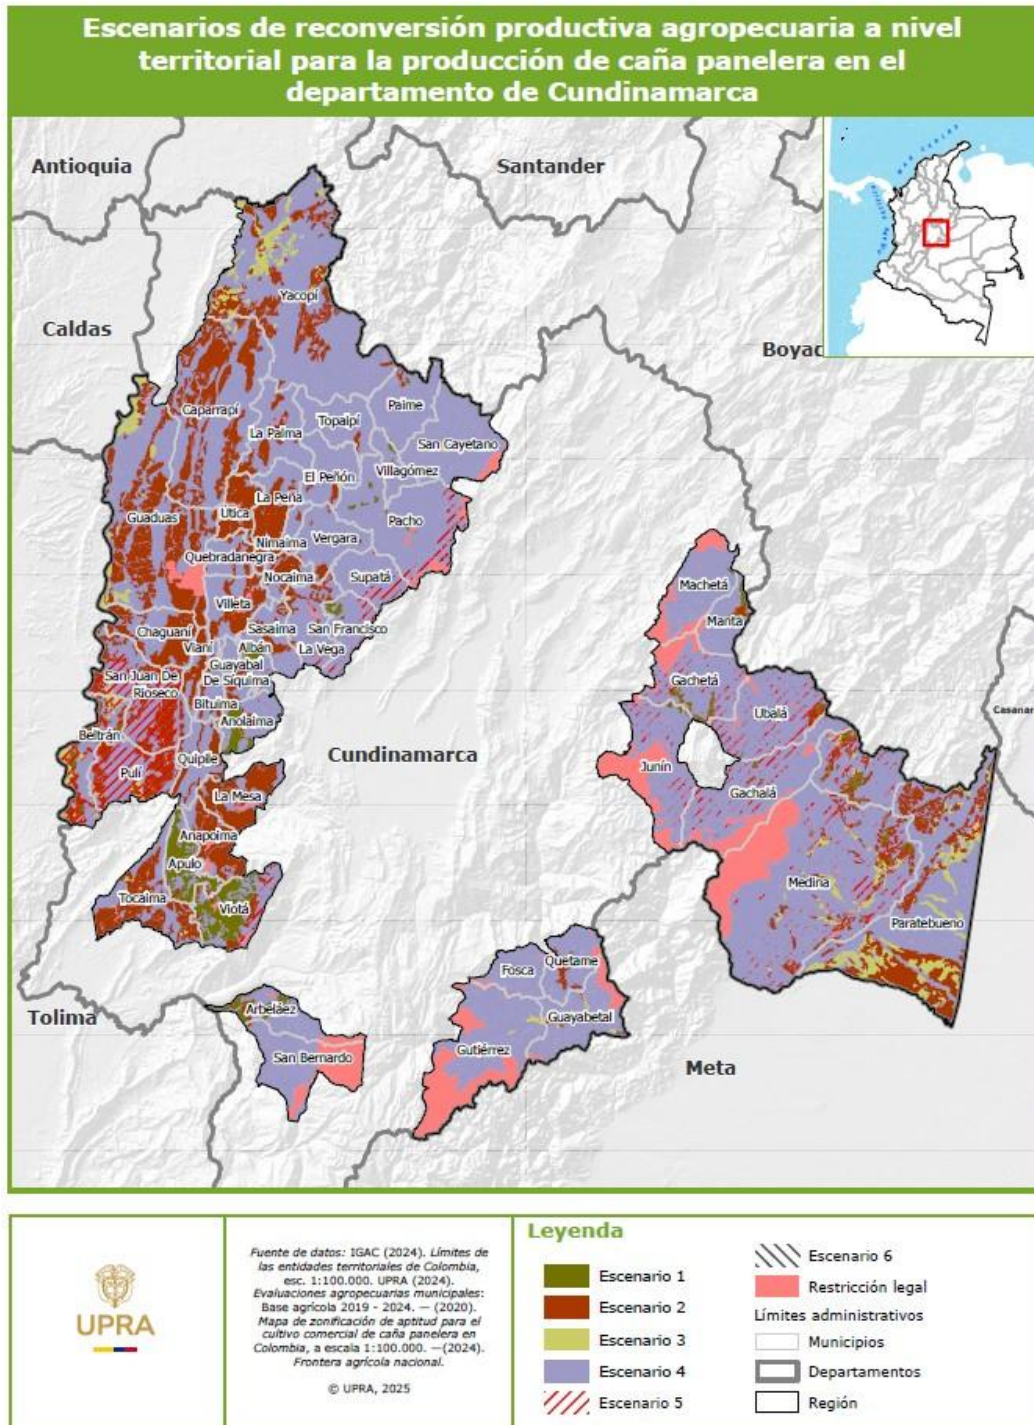 Escenarios de reconversión productiva agropecuaria a nivel
territorial para la producción de caña panelera en el
departamento de Cundinamarca
Antioquia
Santander
Caldas
Boyac
Casanar
Yacopí
Caparrapí
La Palma
Topaipí
Paime
San Cayetano
El Peñón
Villagómez
La Peña
Guaduas
Útica
Pacho
Nimaima
Vergara
Quebradanegra
Nocaima
Supatá
Villeta
Sasaima
San Francisco
Chaguaní
Vianí
Albán
La Vega
Guayabal
De Síquima
San Juan De
Rioseco
Bituima
Anolaima
Beltrán
Quipile
Pulí
La Mesa
Anapoima
Apulo
Tocaima
Viotá
Cundinamarca
Machetá
Manta
Gachetá
Ubalá
Junín
Gachalá
Medina
Paratebueno
Fosca
Quetame
Guayabetal
Gutiérrez
Arbeláez
San Bernardo
Tolima
Meta
UPRA
Fuente de datos: IGAC (2024). Límites de
las entidades territoriales de Colombia,
esc. 1:100.000. UPRA (2024).
Evaluaciones agropecuarias municipales:
Base agrícola 2019 - 2024. — (2020).
Mapa de zonificación de aptitud para el
cultivo comercial de caña panelera en
Colombia, a escala 1:100.000. —(2024).
Frontera agrícola nacional.
© UPRA, 2025
Leyenda
Escenario 1
Escenario 2
Escenario 3
Escenario 4
Escenario 5
Escenario 6
Restricción legal
Límites administrativos
Municipios
Departamentos
Región